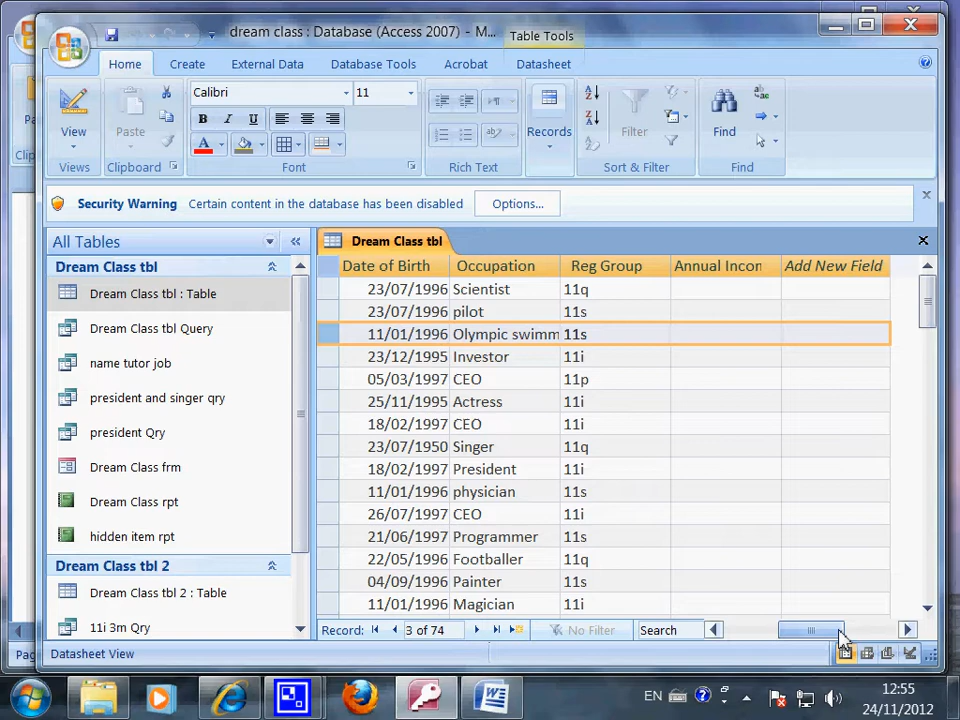 dream class : Database (Access 2007) - M...
Table Tools
Home
Create
External Data
Database Tools
Acrobat
Datasheet
View
Paste
Calibri
11
B
I
U
A
Records
Filter
Find
Views
Clipboard
Font
Rich Text
Sort & Filter
Find
Security Warning
Certain content in the database has been disabled
Options...
All Tables
Dream Class tbl
Dream Class tbl : Table
Dream Class tbl Query
name tutor job
president and singer qry
president Qry
Dream Class frm
Dream Class rpt
hidden item rpt
Dream Class tbl 2
Dream Class tbl 2 : Table
11i 3m Qry
Dream Class tbl
Date of Birth Occupation Reg Group Annual Incon Add New Field
23/07/1996 Scientist 11q
23/07/1996 pilot 11s
11/01/1996 Olympic swimm 11s
23/12/1995 Investor 11i
05/03/1997 CEO 11p
25/11/1995 Actress 11i
18/02/1997 CEO 11i
23/07/1950 Singer 11q
18/02/1997 President 11i
11/01/1996 physician 11s
26/07/1997 CEO 11i
21/06/1997 Programmer 11s
22/05/1996 Footballer 11q
04/09/1996 Painter 11s
11/01/1996 Magician 11i
Record: 3 of 74 No Filter Search
Datasheet View
EN
12:55
24/11/2012